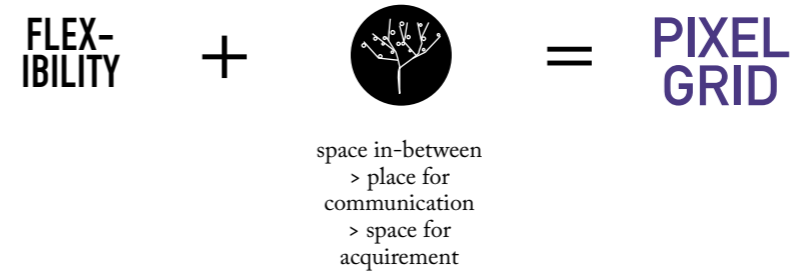 FLEX-
IBILITY
+
=
PIXEL
GRID
space in-between
> place for
communication
> space for
acquirement